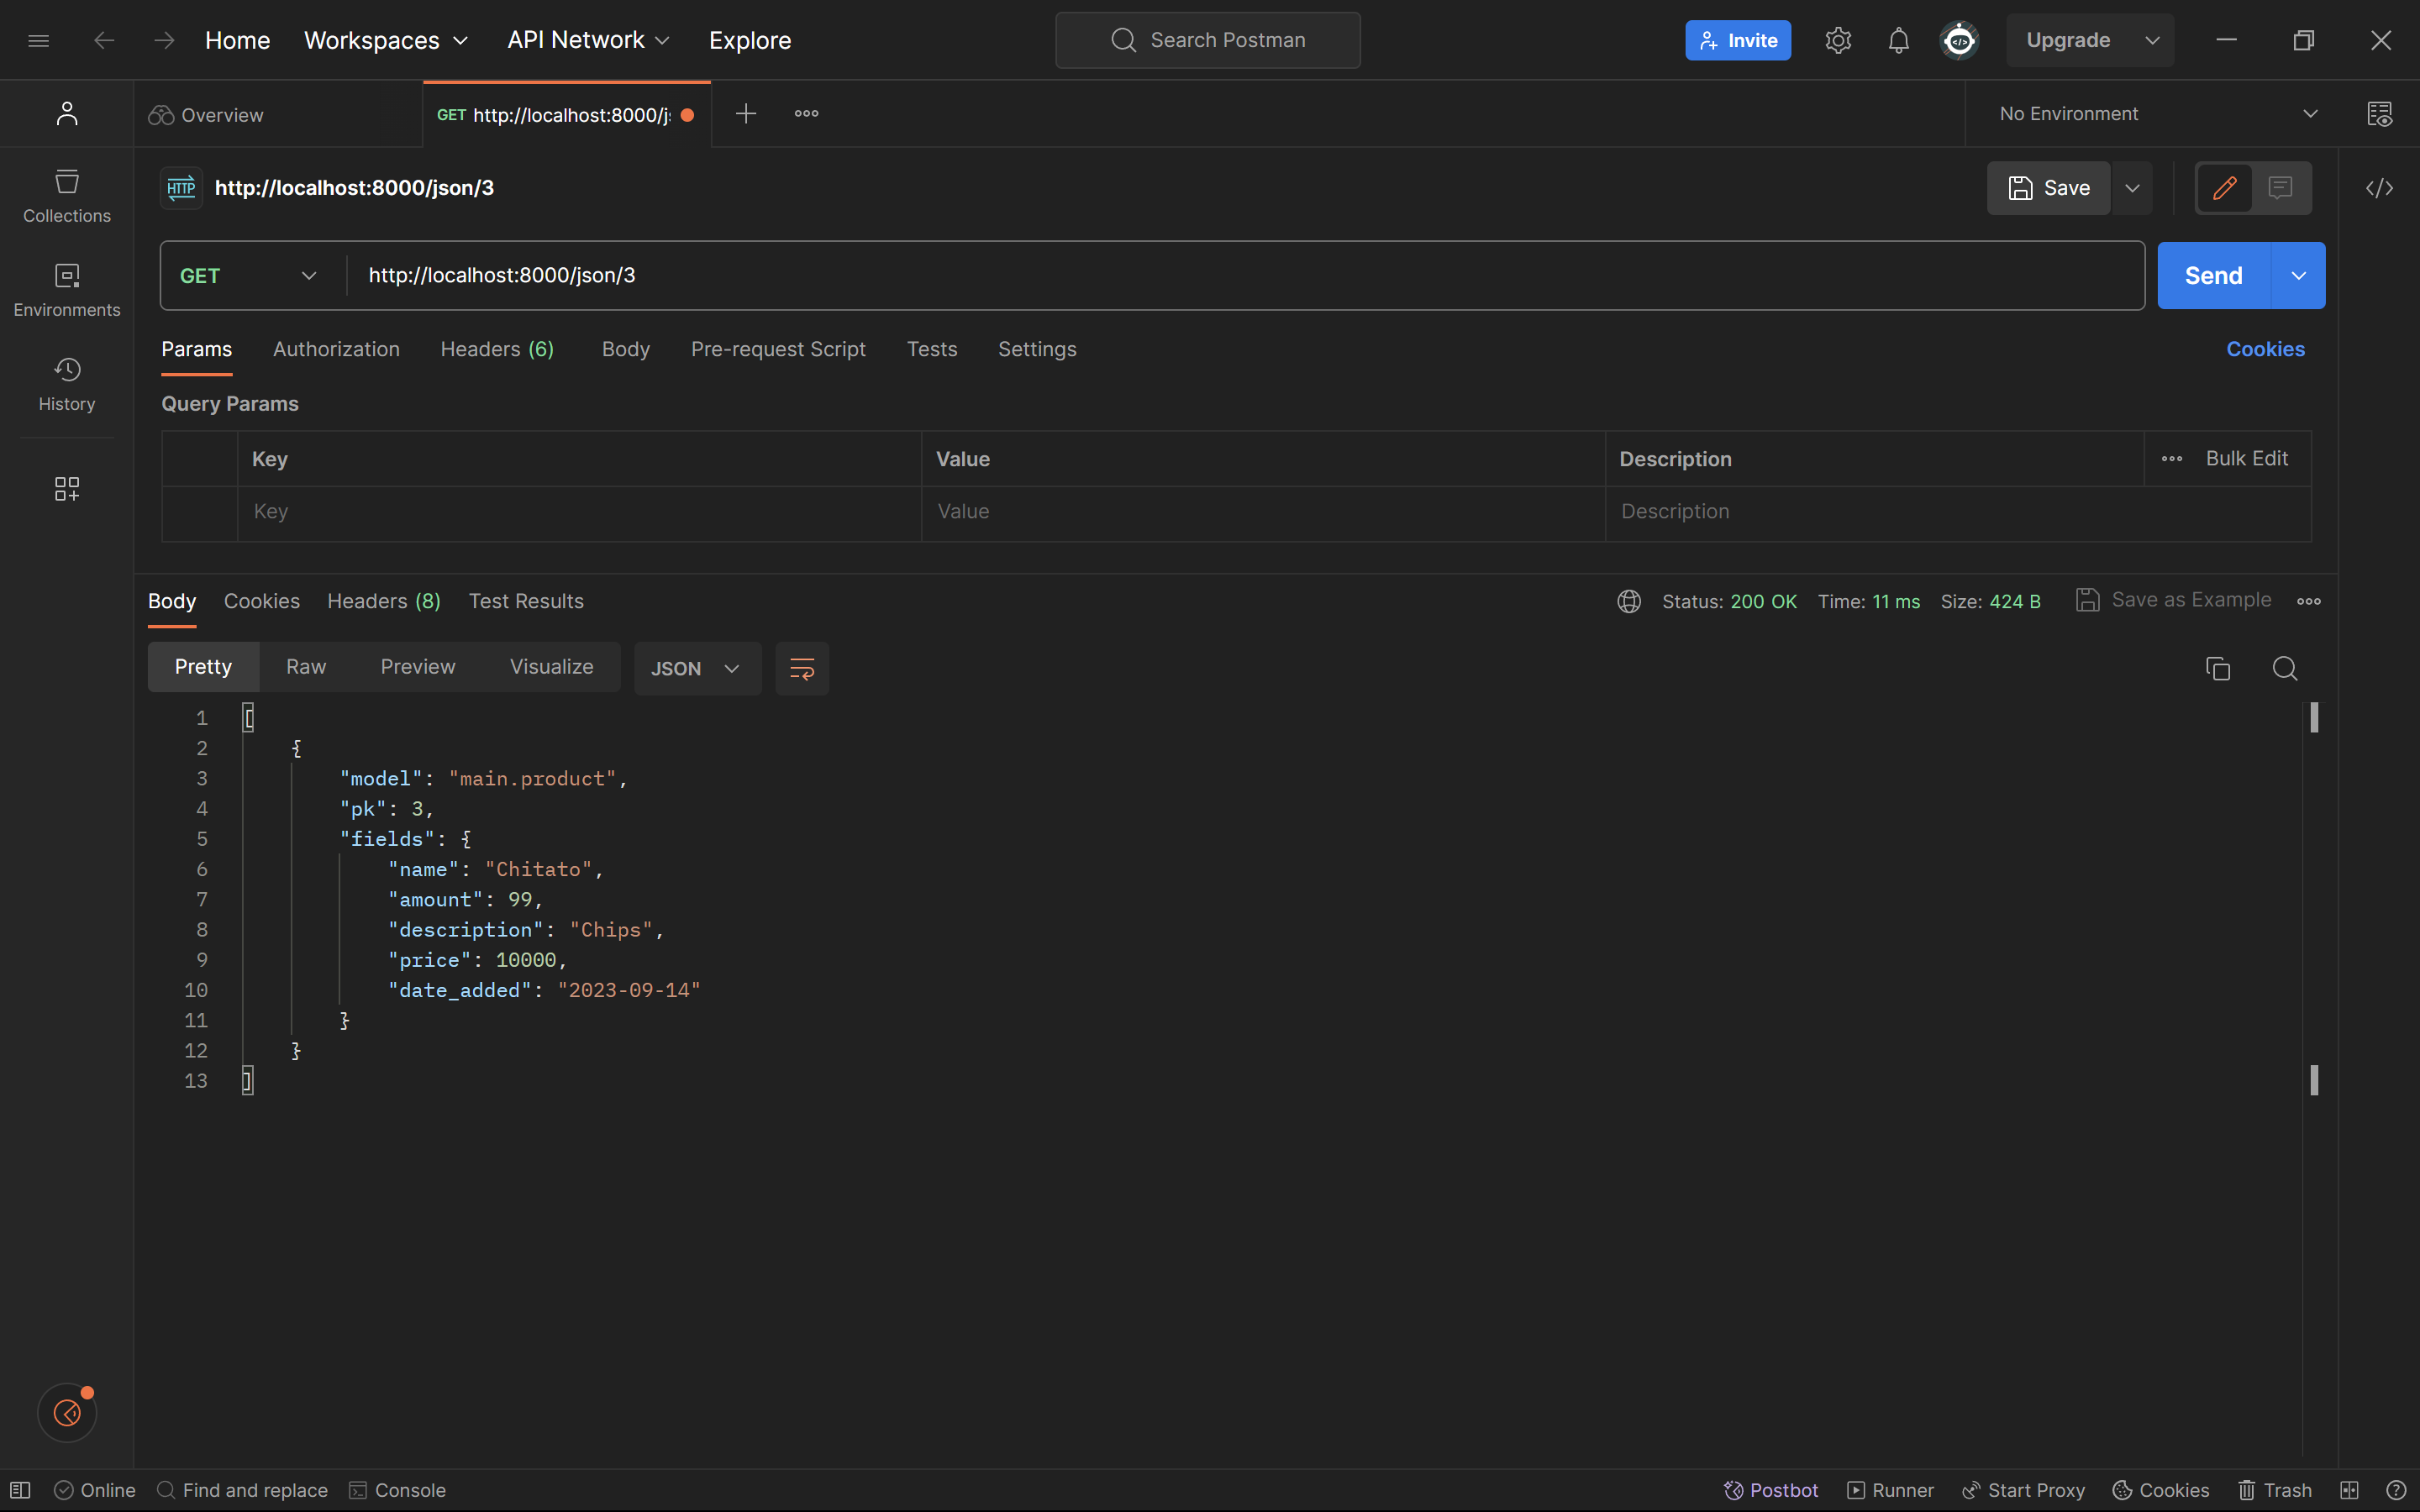 Home Workspaces API Network Explore Search Postman Invite Upgrade
Overview GET http://localhost:8000/js No Environment
HTTP http://localhost:8000/json/3 Save
Collections
Environments
History
GET http://localhost:8000/json/3 Send
Params Authorization Headers (6) Body Pre-request Script Tests Settings Cookies
Query Params
Key Value Description Bulk Edit
Key Value Description
Body Cookies Headers (8) Test Results Status: 200 OK Time: 11 ms Size: 424 B Save as Example
Pretty Raw Preview Visualize JSON
1 [
2 {
3 "model": "main.product",
4 "pk": 3,
5 "fields": {
6 "name": "Chitato",
7 "amount": 99,
8 "description": "Chips",
9 "price": 10000,
10 "date_added": "2023-09-14"
11 }
12 }
13 ]
Online Find and replace Console Postbot Runner Start Proxy Cookies Trash